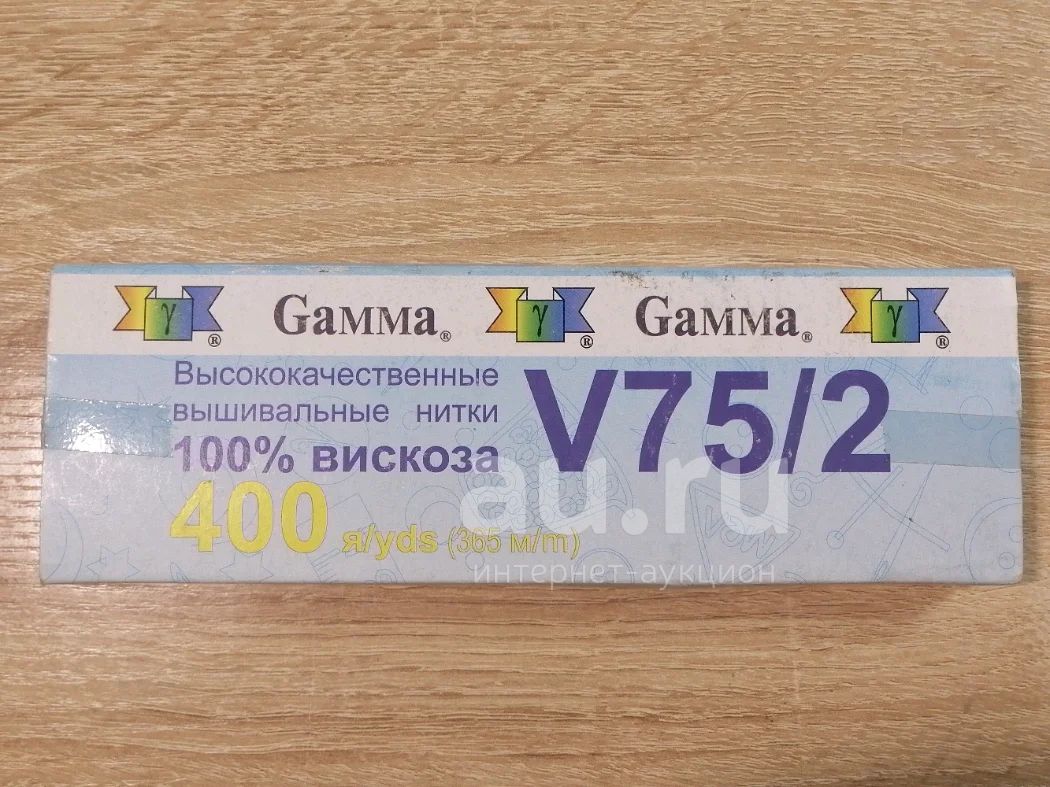 γ® Gamma® γ® Gamma® γ®
Высококачественные
вышивальные нитки
100% вискоза
V75/2
400 я/yds (365 м/m)
au.ru
интернет-аукцион